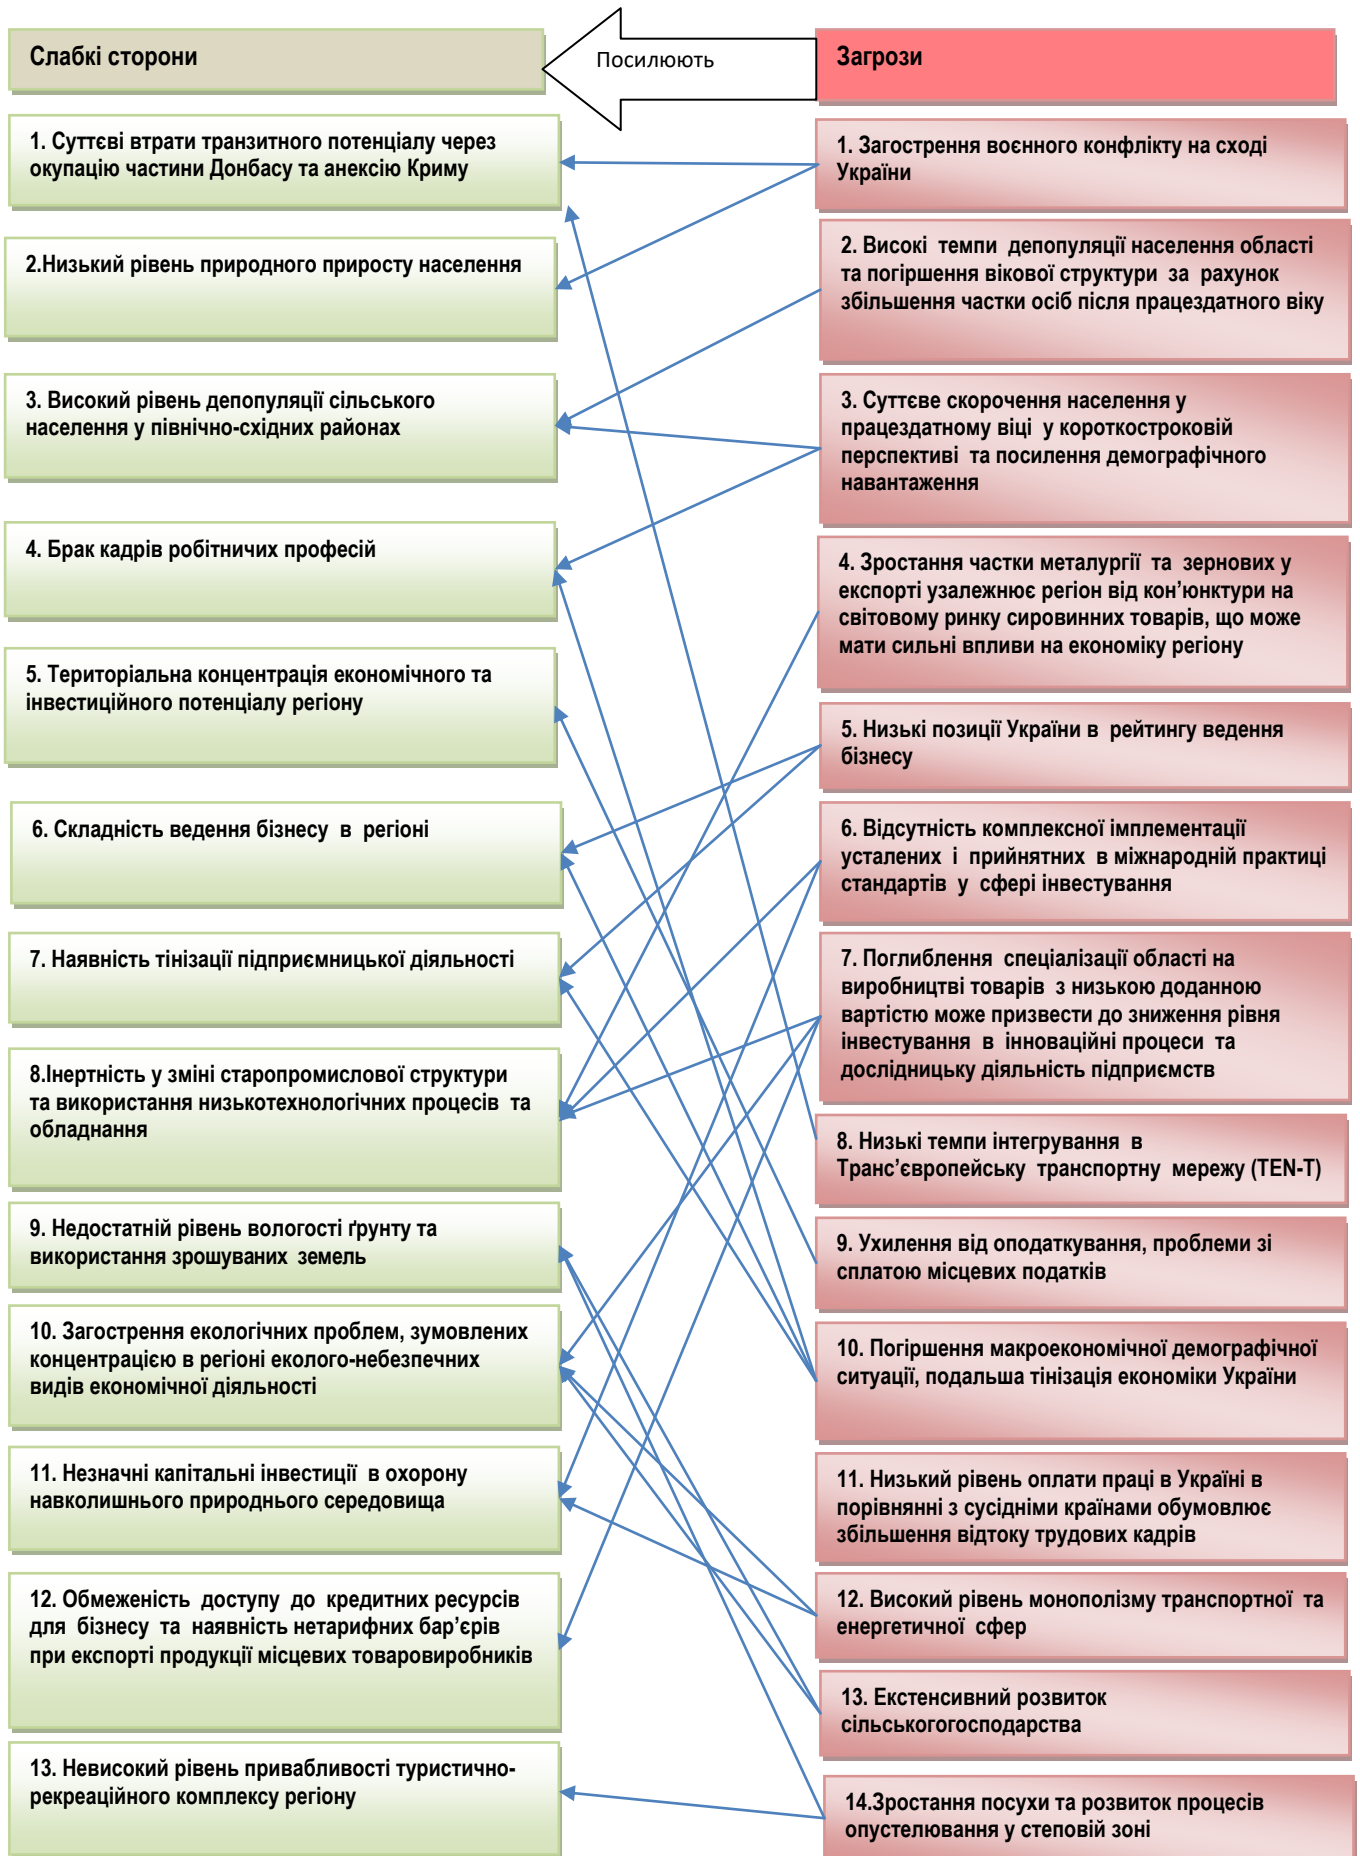 Слабкі сторони
Посилюють
Загрози
1. Суттєві втрати транзитного потенціалу через
окупацію частини Донбасу та анексію Криму
2.Низький рівень природного приросту населення
3. Високий рівень депопуляції сільського
населення у північно-східних районах
4. Брак кадрів робітничих професій
5. Територіальна концентрація економічного та
інвестиційного потенціалу регіону
6. Складність ведення бізнесу в регіоні
7. Наявність тінізації підприємницької діяльності
8.Інертність у зміні старопромислової структури
та використання низькотехнологічних процесів та
обладнання
9. Недостатній рівень вологості ґрунту та
використання зрошуваних земель
10. Загострення екологічних проблем, зумовлених
концентрацією в регіоні еколого-небезпечних
видів економічної діяльності
11. Незначні капітальні інвестиції в охорону
навколишнього природнього середовища
12. Обмеженість доступу до кредитних ресурсів
для бізнесу та наявність нетарифних бар’єрів
при експорті продукції місцевих товаровиробників
13. Невисокий рівень привабливості туристично-
рекреаційного комплексу регіону
1. Загострення воєнного конфлікту на сході
України
2. Високі темпи депопуляції населення області
та погіршення вікової структури за рахунок
збільшення частки осіб після працездатного віку
3. Суттєве скорочення населення у
працездатному віці у короткостроковій
перспективі та посилення демографічного
навантаження
4. Зростання частки металургії та зернових у
експорті узалежнює регіон від кон’юнктури на
світовому ринку сировинних товарів, що може
мати сильні впливи на економіку регіону
5. Низькі позиції України в рейтингу ведення
бізнесу
6. Відсутність комплексної імплементації
усталених і прийнятних в міжнародній практиці
стандартів у сфері інвестування
7. Поглиблення спеціалізації області на
виробництві товарів з низькою доданною
вартістю може призвести до зниження рівня
інвестування в інноваційні процеси та
дослідницьку діяльність підприємств
8. Низькі темпи інтегрування в
Транс’європейську транспортну мережу (TEN-T)
9. Ухилення від оподаткування, проблеми зі
сплатою місцевих податків
10. Погіршення макроекономічної демографічної
ситуації, подальша тінізація економіки України
11. Низький рівень оплати праці в Україні в
порівнянні з сусідніми країнами обумовлює
збільшення відтоку трудових кадрів
12. Високий рівень монополізму транспортної та
енергетичної сфер
13. Екстенсивний розвиток
сільськогогосподарства
14.Зростання посухи та розвиток процесів
опустелювання у степовій зоні